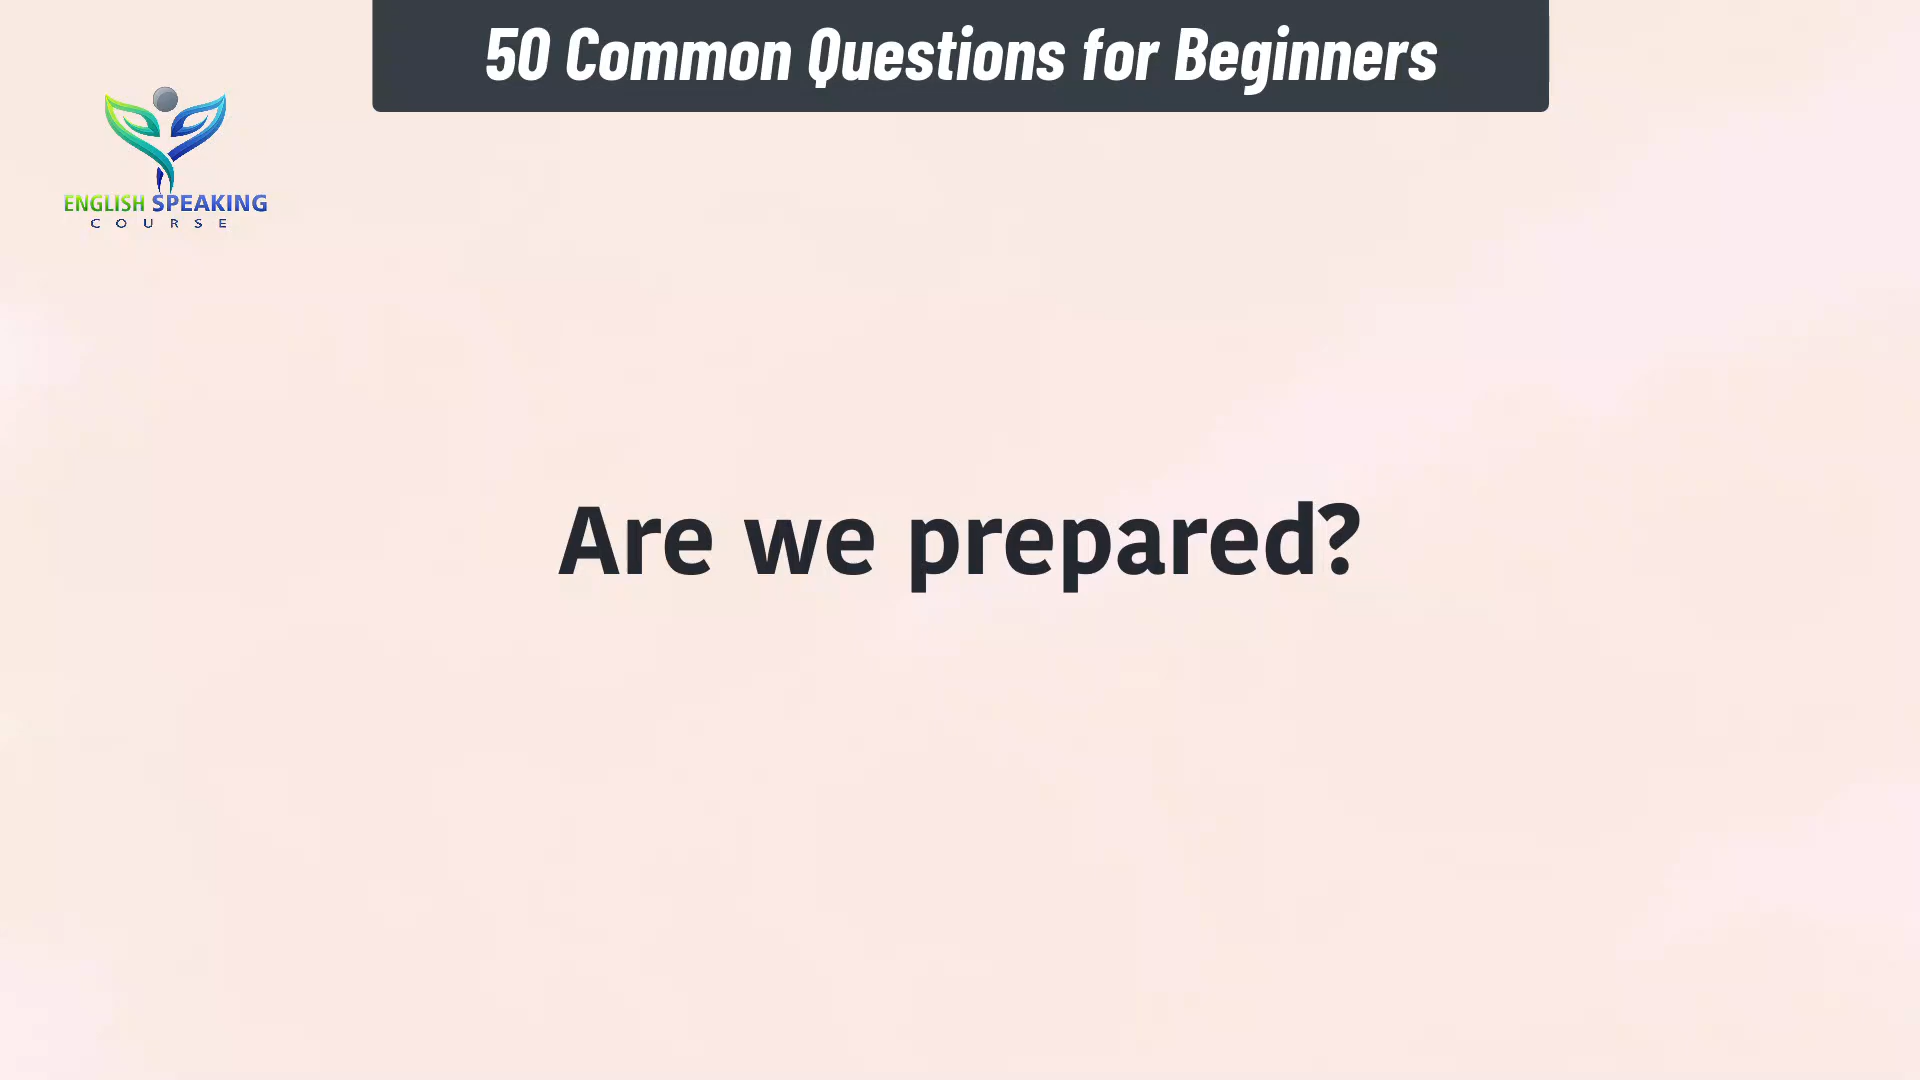 50 Common Questions for Beginners
ENGLISH SPEAKING
COURSE
Are we prepared?